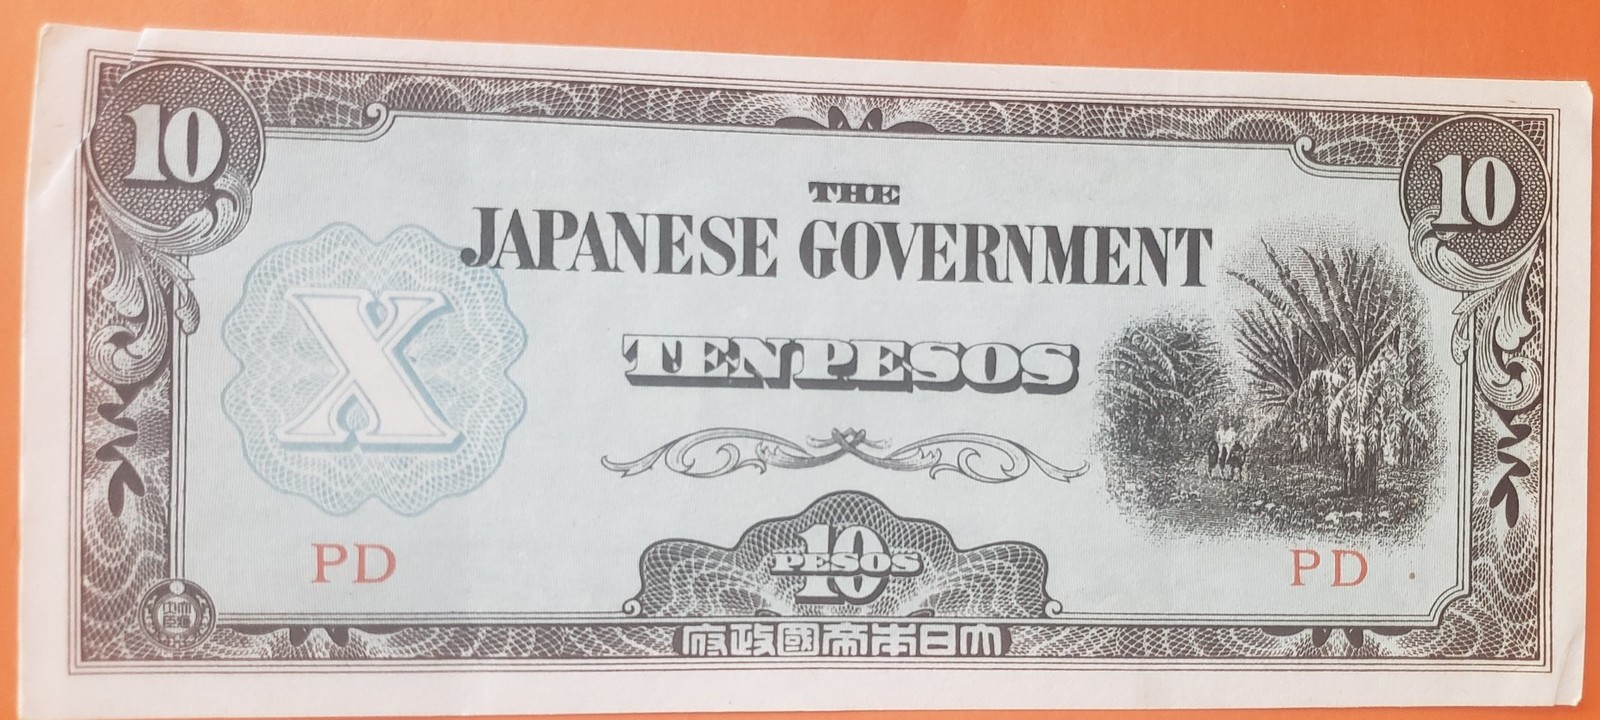 10
10
THE
JAPANESE GOVERNMENT
X
TEN PESOS
PD
PD
10
PESOS
大日本帝國政府